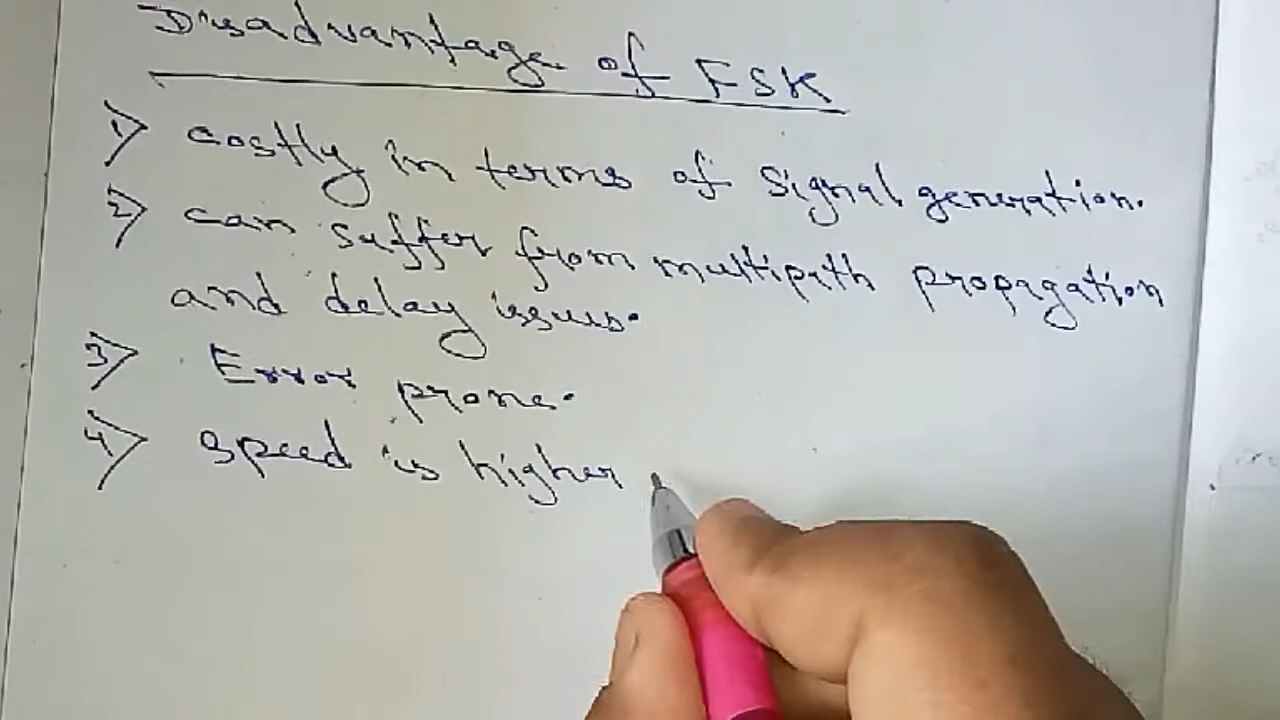 Disadvantage of FSK
1) costly in terms of signal generation.
2) can suffer from multipath propagation
and delay issues.
3) Error prone.
4) speed is higher